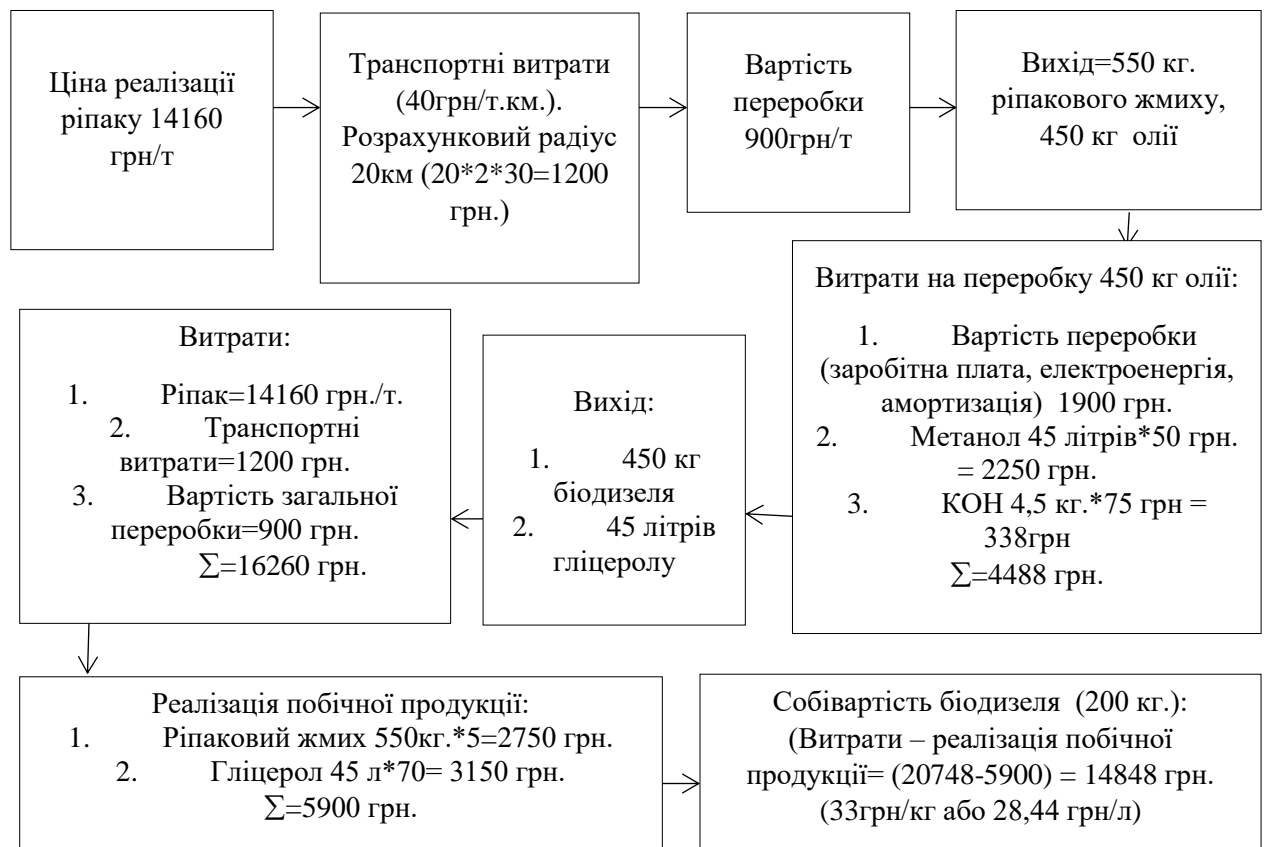 Ціна реалізації
ріпаку 14160
грн/т
Транспортні витрати
(40грн/т.км.).
Розрахунковий радіус
20км (20*2*30=1200
грн.)
Вартість
переробки
900грн/т
Вихід=550 кг.
ріпакового жмиху,
450 кг олії
Витрати на переробку 450 кг олії:
1. Вартість переробки
(заробітна плата, електроенергія,
амортизація) 1900 грн.
2. Метанол 45 літрів*50 грн.
= 2250 грн.
3. КОН 4,5 кг.*75 грн =
338грн
∑=4488 грн.
Вихід:
1. 450 кг
біодизеля
2. 45 літрів
гліцеролу
Витрати:
1. Ріпак=14160 грн./т.
2. Транспортні
витрати=1200 грн.
3. Вартість загальної
переробки=900 грн.
∑=16260 грн.
Реалізація побічної продукції:
1. Ріпаковий жмих 550кг.*5=2750 грн.
2. Гліцерол 45 л*70= 3150 грн.
∑=5900 грн.
Собівартість біодизеля (200 кг.):
(Витрати – реалізація побічної
продукції= (20748-5900) = 14848 грн.
(33грн/кг або 28,44 грн/л)